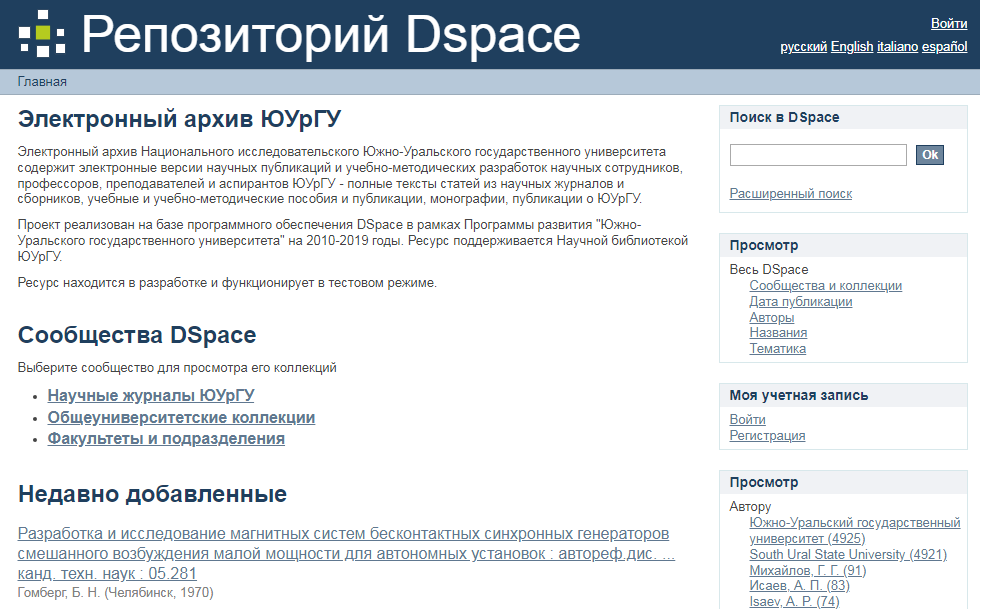 Репозиторий Dspace
Войти
русский English italiano español
Главная
Электронный архив ЮУрГУ
Электронный архив Национального исследовательского Южно-Уральского государственного университета
содержит электронные версии научных публикаций и учебно-методических разработок научных сотрудников,
профессоров, преподавателей и аспирантов ЮУрГУ - полные тексты статей из научных журналов и
сборников, учебные и учебно-методические пособия и публикации, монографии, публикации о ЮУрГУ.
Проект реализован на базе программного обеспечения DSpace в рамках Программы развития "Южно-
Уральского государственного университета" на 2010-2019 годы. Ресурс поддерживается Научной библиотекой
ЮУрГУ.
Ресурс находится в разработке и функционирует в тестовом режиме.
Сообщества DSpace
Выберите сообщество для просмотра его коллекций
Научные журналы ЮУрГУ
Общеуниверситетские коллекции
Факультеты и подразделения
Недавно добавленные
Разработка и исследование магнитных систем бесконтактных синхронных генераторов
смешанного возбуждения малой мощности для автономных установок : автореф.дис. ...
канд. техн. наук : 05.281
Гомберг, Б. Н. (Челябинск, 1970)
Поиск в DSpace
Ok
Расширенный поиск
Просмотр
Весь DSpace
Сообщества и коллекции
Дата публикации
Авторы
Названия
Тематика
Моя учетная запись
Войти
Регистрация
Просмотр
Автору
Южно-Уральский государственный
университет (4925)
South Ural State University (4921)
Михайлов, Г. Г. (91)
Исаев, А. П. (83)
Isaev, A. P. (74)